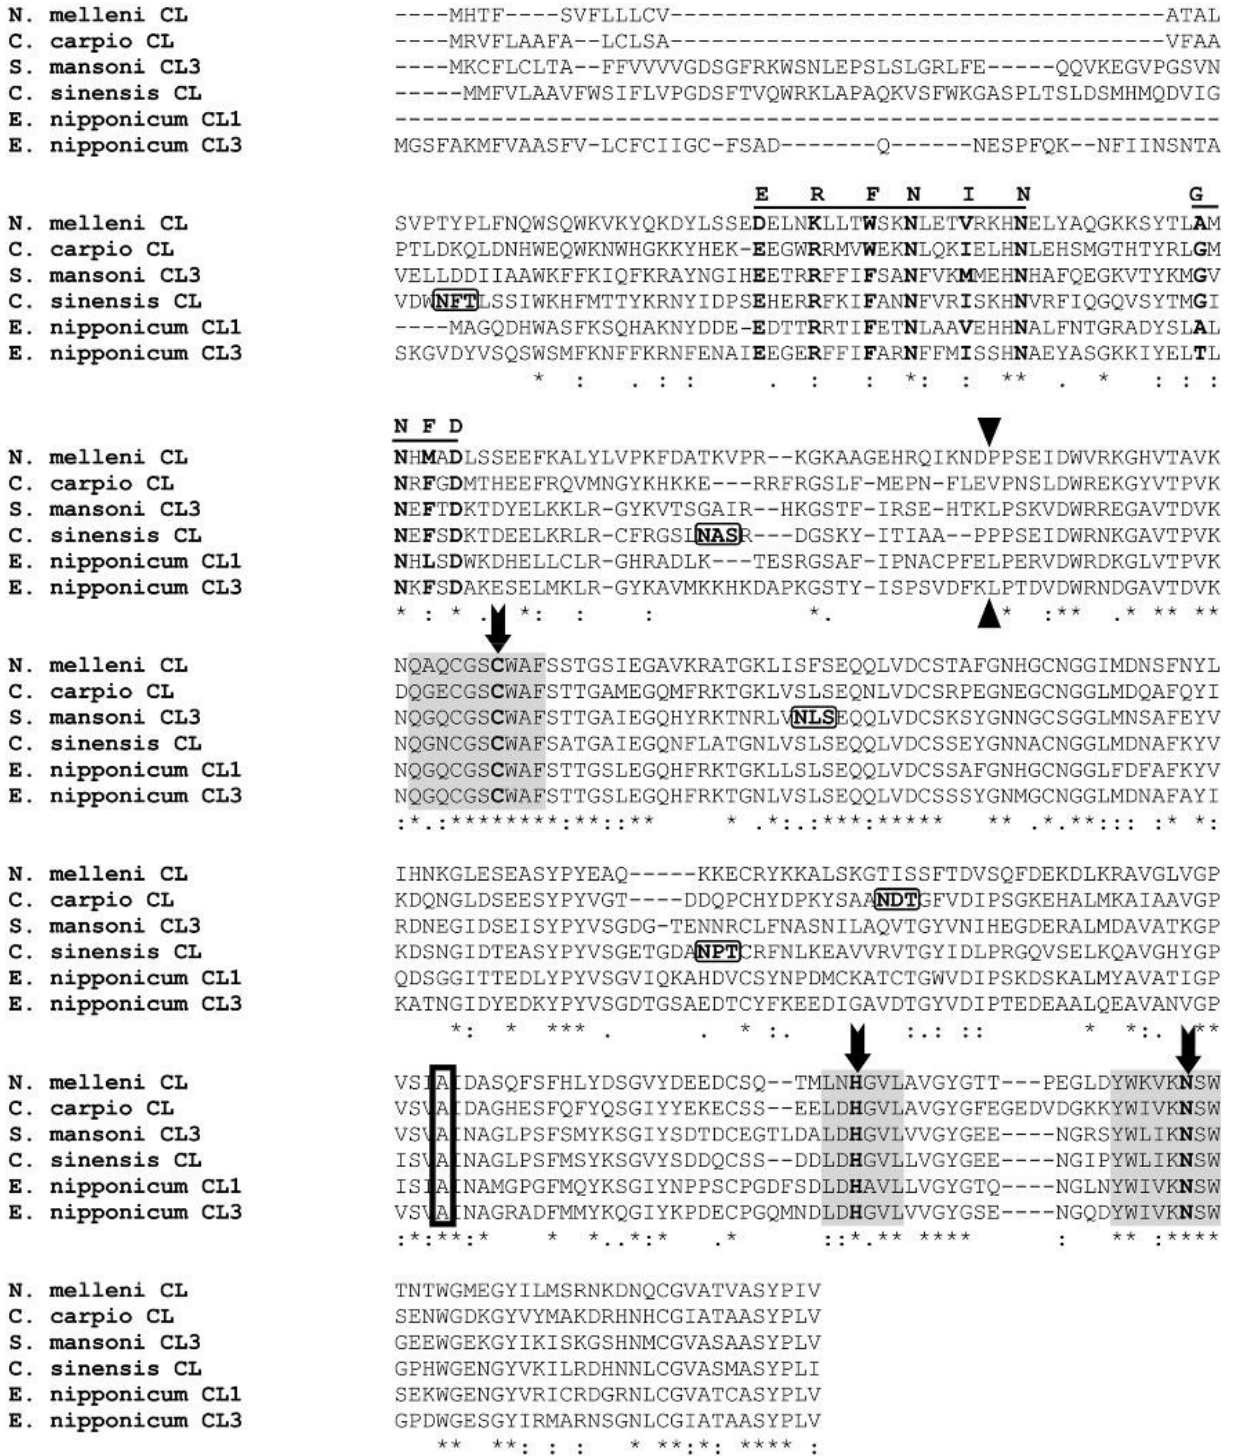 N. melleni CL ----MHTF----SVFLLLCV------------------------------------ATAL
C. carpio CL ----MRVFLAAFA--LCLSA------------------------------------VFAA
S. mansoni CL3 ----MKCFLCLTA--FFVVVVGDSGFRKWSNLEPSLSLGRLFE-----QQVKEGVPGSVN
C. sinensis CL -----MMFVLAAVFWSIFLVPGDSFTVQWRKLAPAQKVSFWKGASPLTSLDSMHMQDVIG
E. nipponicum CL1 ------------------------------------------------------------
E. nipponicum CL3 MGSFAKMFVAASFV-LCFCIIGC-FSAD-------Q------NESPFQK--NFIINSNTA
E R F N I N G
N. melleni CL SVPTYPLFNQWSQWKVKYQKDYLSSEDELNKLLTWSKNLETVRKHNELYAQGKKSYTLAM
C. carpio CL PTLDKQLDNHWEQWKNWHGKKYHEK-EEGWRRMVWEKNLQKIELHNLEHSMGTHTYRLGM
S. mansoni CL3 VELLDDIIAAWKFFKIQFKRAYNGIHEETRRFFIFSANFVKMMEHNHAFQEGKVTYKMGV
C. sinensis CL VDWNFTLSSIWKHFMTTYKRNYIDPSEHERRFKIFANNFVRISKHNVRFIQGQVSYTMGI
E. nipponicum CL1 ----MAGQDHWASFKSQHAKNYDDE-EDTTRRTIFETNLAAVEHHNALFNTGRADYSLAL
E. nipponicum CL3 SKGVDYVSQSWSMFKNFFKRNFENAIEEGERFFIFARNFFMISSHNAEYASGKKIYELTL
* : . : : . : : *: : ** . * : : :
N F D
N. melleni CL NHMADLSSEEFKALYLVPKFDATKVPR--KGKAAGEHRQIKNDPPSEIDWVRKGHVTAVK
C. carpio CL NRFGDMTHEEFRQVMNGYKHKKE---RRFRGSLF-MEPN-FLEVPNSLDWREKGYVTPVK
S. mansoni CL3 NEFTDKTDYELKKLR-GYKVTSGAIR--HKGSTF-IRSE-HTKLPSKVDWRREGAVTDVK
C. sinensis CL NEFSDKTDEELKRLR-CFRGSLNASR---DGSKY-ITIAA--PPPSEIDWRNKGAVTPVK
E. nipponicum CL1 NHLSDWKDHELLCLR-GHRADLK---TESRGSAF-IPNACPFELPERVDWRDKGLVTPVK
E. nipponicum CL3 NKFSDAKESELMKLR-GYKAVMKKHKDAPKGSTY-ISPSVDFKLPTDVDWRNDGAVTDVK
* : * . *: : : *. * :** * ** **
N. melleni CL NQAQCGSCWAFSSTGSIEGAVKRATGKLISFSEQQLVDCSTAFGNHGCNGGIMDNSFNYL
C. carpio CL DQGECGSCWAFSTTGAMEGQMFRKTGKLVSLSEQNLVDCSRPEGNEGCNGGLMDQAFQYI
S. mansoni CL3 NQGQCGSCWAFSTTGAIEGQHYRKTNRLVNLSEQQLVDCSKSYGNNGCSGGLMNSAFEYV
C. sinensis CL NQGNCGSCWAFSATGAIEGQNFLATGNLVSLSEQQLVDCSSEYGNNACNGGLMDNAFKYV
E. nipponicum CL1 NQGQCGSCWAFSTTGSLEGQHFRKTGKLLSLSEQQLVDCSSAFGNHGCNGGLFDFAFKYV
E. nipponicum CL3 NQGQCGSCWAFSTTGSLEGQHFRKTGNLVSLSEQQLVDCSSSYGNMGCNGGLMDNAFAYI
:*.:********:**::** * .*:.:***:***** ** .*.**::: :* *:
N. melleni CL IHNKGLESEASYPYEAQ-----KKECRYKKALSKGTISSFTDVSQFDEKDLKRAVGLVGP
C. carpio CL KDQNGLDSEESYPYVGT-----DDQPCHYDPKYSAANDTGFVDIPSGKEHALMKAIAAVGP
S. mansoni CL3 RDNEGIDSEISYPYVSGDG-TENNRCLFNASNILAQVTGYVNIHEGDERALMDAVATKGP
C. sinensis CL KDSNGIDTEASYPYVSGETGDANPTCRFNLKEAVVRVTGYIDLPRGQVSELKQAVGHYGP
E. nipponicum CL1 QDSGGITTEDLYPYVSGVIQKAHDVCSYNPDMCKATCTGWVDIPSKDSKALMYAVATIGP
E. nipponicum CL3 KATNGIDYEDKYPYVSGDTGSAEDTCYFKEEDIGAVDTGYVDIPTEDEAALQEAVANVGP
*: * *** . . * :. :.: :: * *:. **
N. melleni CL VSIAIDASQFSFHLYDSGVYDEEDCSQ--TMLNHGVLAVGYGTT---PEGLDYWKVKNSW
C. carpio CL VSVAIDAGHESFQFYQSGIYYEKECSS--EELDHGVLAVGYGFEGEDVDGKKYWIVKNSW
S. mansoni CL3 VSVAINAGLPSFSMYKSGIYSDTDCEGTLDALDHGVLVVGYGEE----NGRSYWLIKNSW
C. sinensis CL ISVAINAGLPSFMSYKSGVYSDDQCSS--DDLDHGVLLVGYGEE----NGIPYWLIKNSW
E. nipponicum CL1 ISIAINAMGPGFMQYKSGIYNPPSCPGDFSDLDHAVLLVGYGTQ----NGLNYWIVKNSW
E. nipponicum CL3 VSVAINAGRADFMMYKQGIYKPDECPGQMNDLDHGVLVVGYGSE----NGQDYWIVKNSW
:*:**:* * *..*:* .* ::*.** **** : ** :****
N. melleni CL TNTWGMEGYILMSRNKDNQCGVATVASYPIV
C. carpio CL SENWGDKGYVYMAKDRHNHCGIATAASYPLV
S. mansoni CL3 GEEWGEKGYIKISKGSHNMCGVASAASYPLV
C. sinensis CL GPHWGENGYVKILRDHNNLCGVASMASYPLI
E. nipponicum CL1 SEKWGENGYVRICRDGRNLCGVATCASYPLV
E. nipponicum CL3 GPDWGESGYIRMARNSGNLCGIATAASYPLV
** **: : : * **:*: **** :